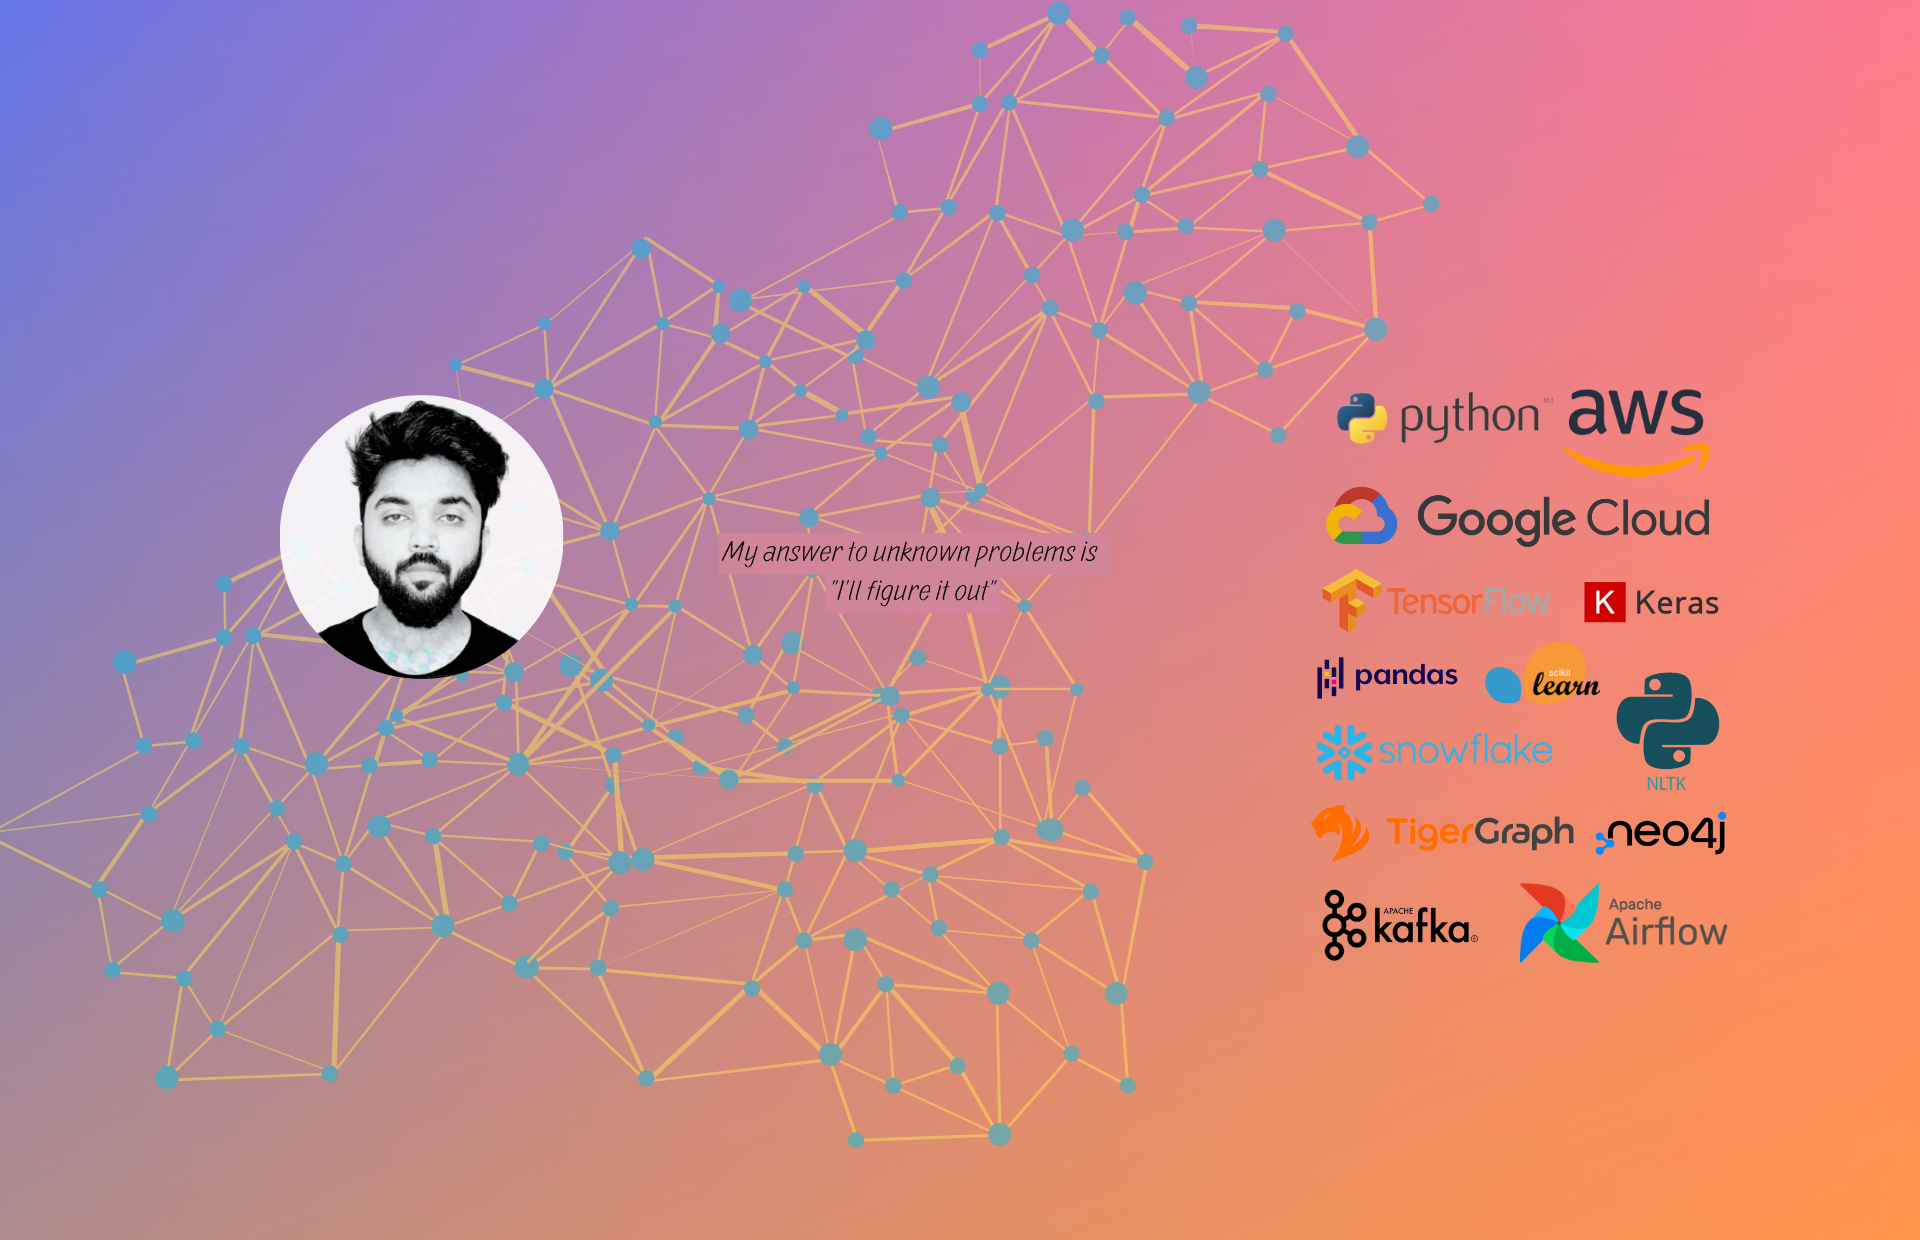 My answer to unknown problems is
"I'll figure it out"
python™ aws
Google Cloud
TensorFlow K Keras
pandas scikit
learn
snowflake
NLTK
TigerGraph neo4j
APACHE
kafka®
Apache
Airflow